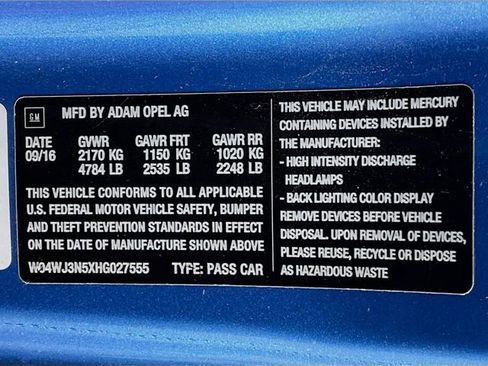 GM
MFD BY ADAM OPEL AG
DATE GVWR GAWR FRT GAWR RR
09/16 2170 KG 1150 KG 1020 KG
4784 LB 2535 LB 2248 LB
THIS VEHICLE CONFORMS TO ALL APPLICABLE
U.S. FEDERAL MOTOR VEHICLE SAFETY, BUMPER
AND THEFT PREVENTION STANDARDS IN EFFECT
ON THE DATE OF MANUFACTURE SHOWN ABOVE
W04WJ3N5XHG027555 TYPE: PASS CAR
THIS VEHICLE MAY INCLUDE MERCURY
CONTAINING DEVICES INSTALLED BY
THE MANUFACTURER:
- HIGH INTENSITY DISCHARGE
HEADLAMPS
- BACK LIGHTING COLOR DISPLAY
REMOVE DEVICES BEFORE VEHICLE
DISPOSAL. UPON REMOVAL OF DEVICES,
PLEASE REUSE, RECYCLE OR DISPOSE
AS HAZARDOUS WASTE